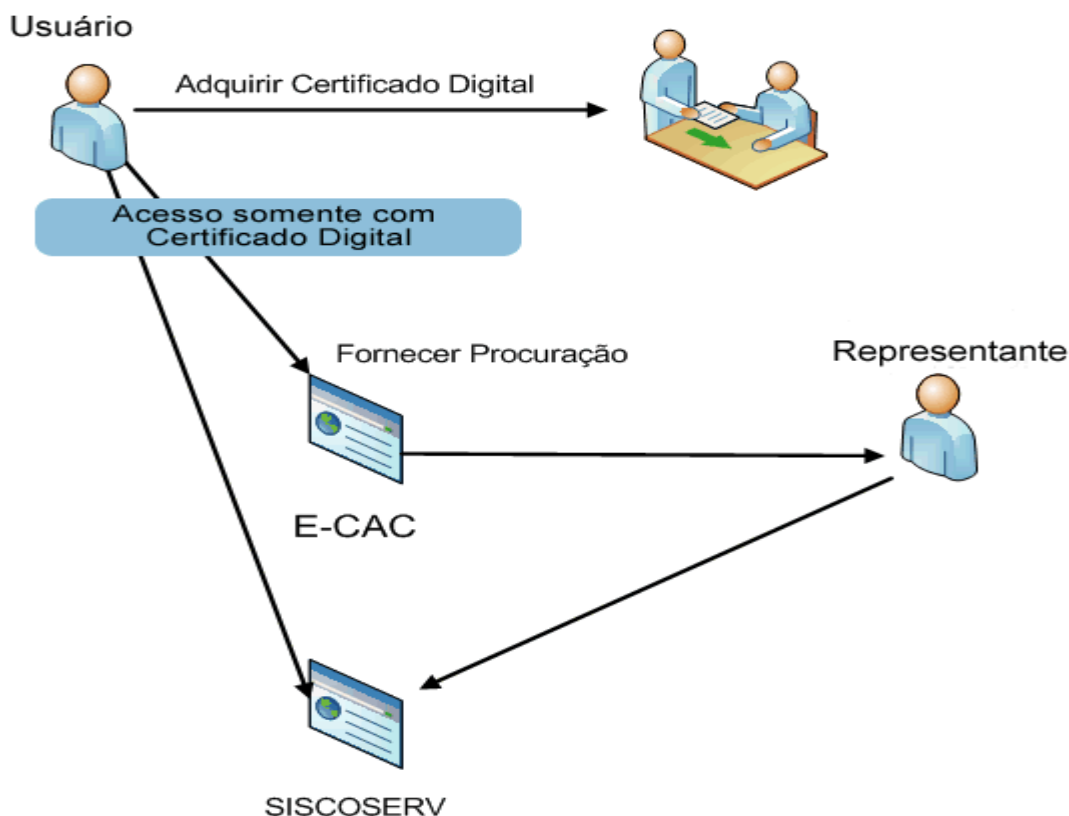 Usuário
Adquirir Certificado Digital
Acesso somente com
Certificado Digital
Fornecer Procuração
Representante
E-CAC
SISCOSERV